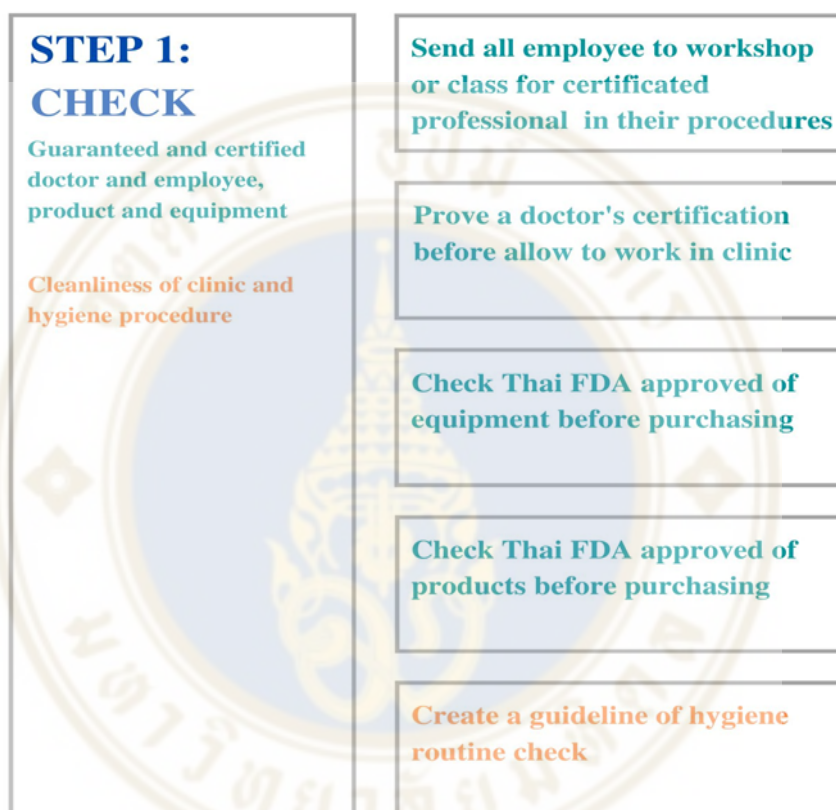 STEP 1:
CHECK
Guaranteed and certified
doctor and employee,
product and equipment
Cleanliness of clinic and
hygiene procedure
Send all employee to workshop
or class for certificated
professional in their procedures
Prove a doctor's certification
before allow to work in clinic
Check Thai FDA approved of
equipment before purchasing
Check Thai FDA approved of
products before purchasing
Create a guideline of hygiene
routine check